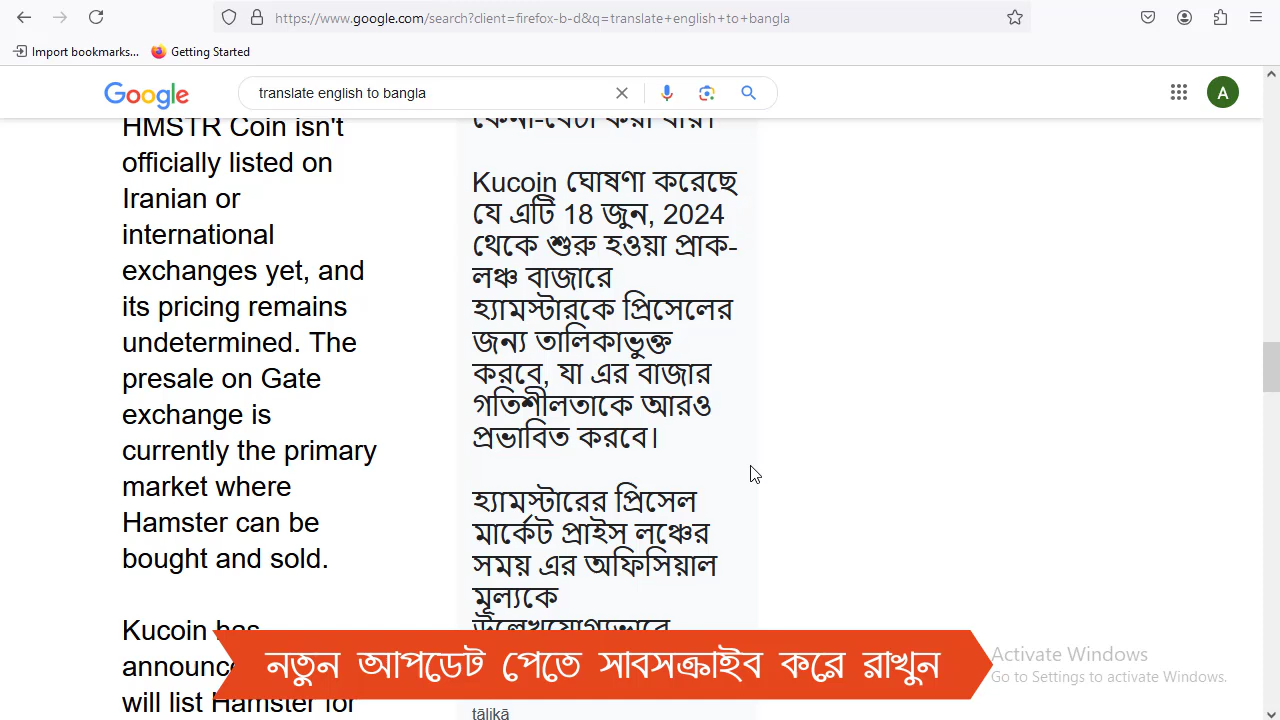 https://www.google.com/search?client=firefox-b-d&q=translate+english+to+bangla
Import bookmarks...
Getting Started
Google
translate english to bangla
A
HMSTR Coin isn't
officially listed on
Iranian or
international
exchanges yet, and
its pricing remains
undetermined. The
presale on Gate
exchange is
currently the primary
market where
Hamster can be
bought and sold.
Kucoin has
announce
will list Hamster for
কেনা-বেচা করা যায়।
Kucoin ঘোষণা করেছে
যে এটি 18 জুন, 2024
থেকে শুরু হওয়া প্রাক-
লঞ্চ বাজারে
হ্যামস্টারকে প্রিসেলের
জন্য তালিকাভুক্ত
করবে, যা এর বাজার
গতিশীলতাকে আরও
প্রভাবিত করবে।
হ্যামস্টারের প্রিসেল
মার্কেট প্রাইস লঞ্চের
সময় এর অফিসিয়াল
মূল্যকে
উল্লেখযোগ্যভাবে
tālikā
নতুন আপডেট পেতে সাবসক্রাইব করে রাখুন
Activate Windows
Go to Settings to activate Windows.